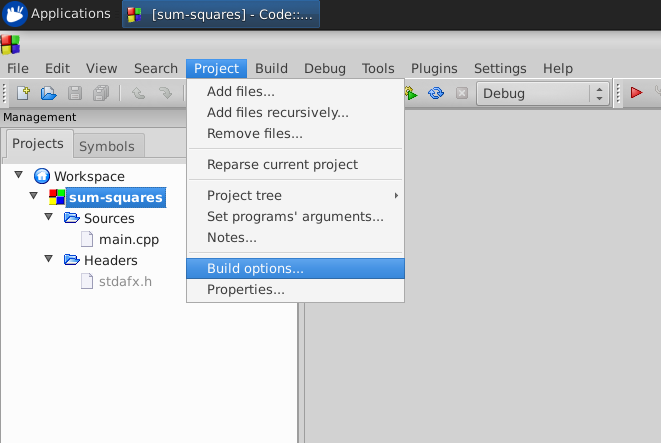 Applications
[sum-squares] - Code::...
File Edit View Search Project Build Debug Tools Plugins Settings Help
Debug
Management
Projects Symbols
Workspace
sum-squares
Sources
main.cpp
Headers
stdafx.h
Add files...
Add files recursively...
Remove files...
Reparse current project
Project tree
Set programs' arguments...
Notes...
Build options...
Properties...